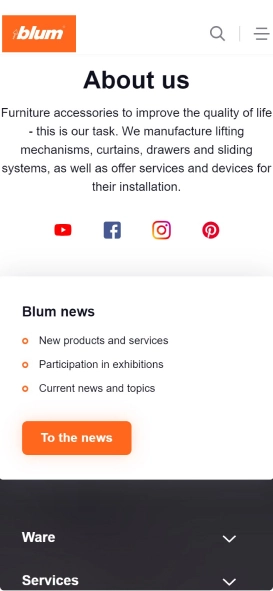 blum
About us
Furniture accessories to improve the quality of life
- this is our task. We manufacture lifting
mechanisms, curtains, drawers and sliding
systems, as well as offer services and devices for
their installation.
Blum news
New products and services
Participation in exhibitions
Current news and topics
To the news
Ware
Services